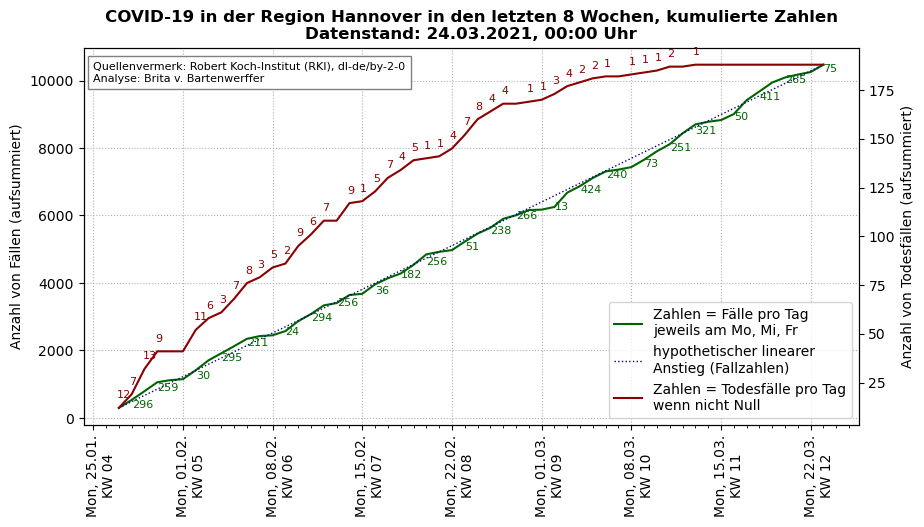 COVID-19 in der Region Hannover in den letzten 8 Wochen, kumulierte Zahlen
Datenstand: 24.03.2021, 00:00 Uhr
Quellenvermerk: Robert Koch-Institut (RKI), dl-de/by-2-0
Analyse: Brita v. Bartenwerffer
Anzahl von Fällen (aufsummiert)
10000
8000
6000
4000
2000
0
12 7 13 9 11 6 3 7 8 3 5 2 9 6 7 9 1 5 7 4 5 1 1 4 7 8 4 4 1 1 3 4 2 2 1 1 1 1 2 1
296 259 30 295 211 24 294 256 36 182 256 51 238 266 13 424 240 73 251 321 50 411 265 75
175
150
125
100
75
50
25
Anzahl von Todesfällen (aufsummiert)
Zahlen = Fälle pro Tag
jeweils am Mo, Mi, Fr
hypothetischer linearer
Anstieg (Fallzahlen)
Zahlen = Todesfälle pro Tag
wenn nicht Null
Mon, 25.01.
KW 04
Mon, 01.02.
KW 05
Mon, 08.02.
KW 06
Mon, 15.02.
KW 07
Mon, 22.02.
KW 08
Mon, 01.03.
KW 09
Mon, 08.03.
KW 10
Mon, 15.03.
KW 11
Mon, 22.03.
KW 12